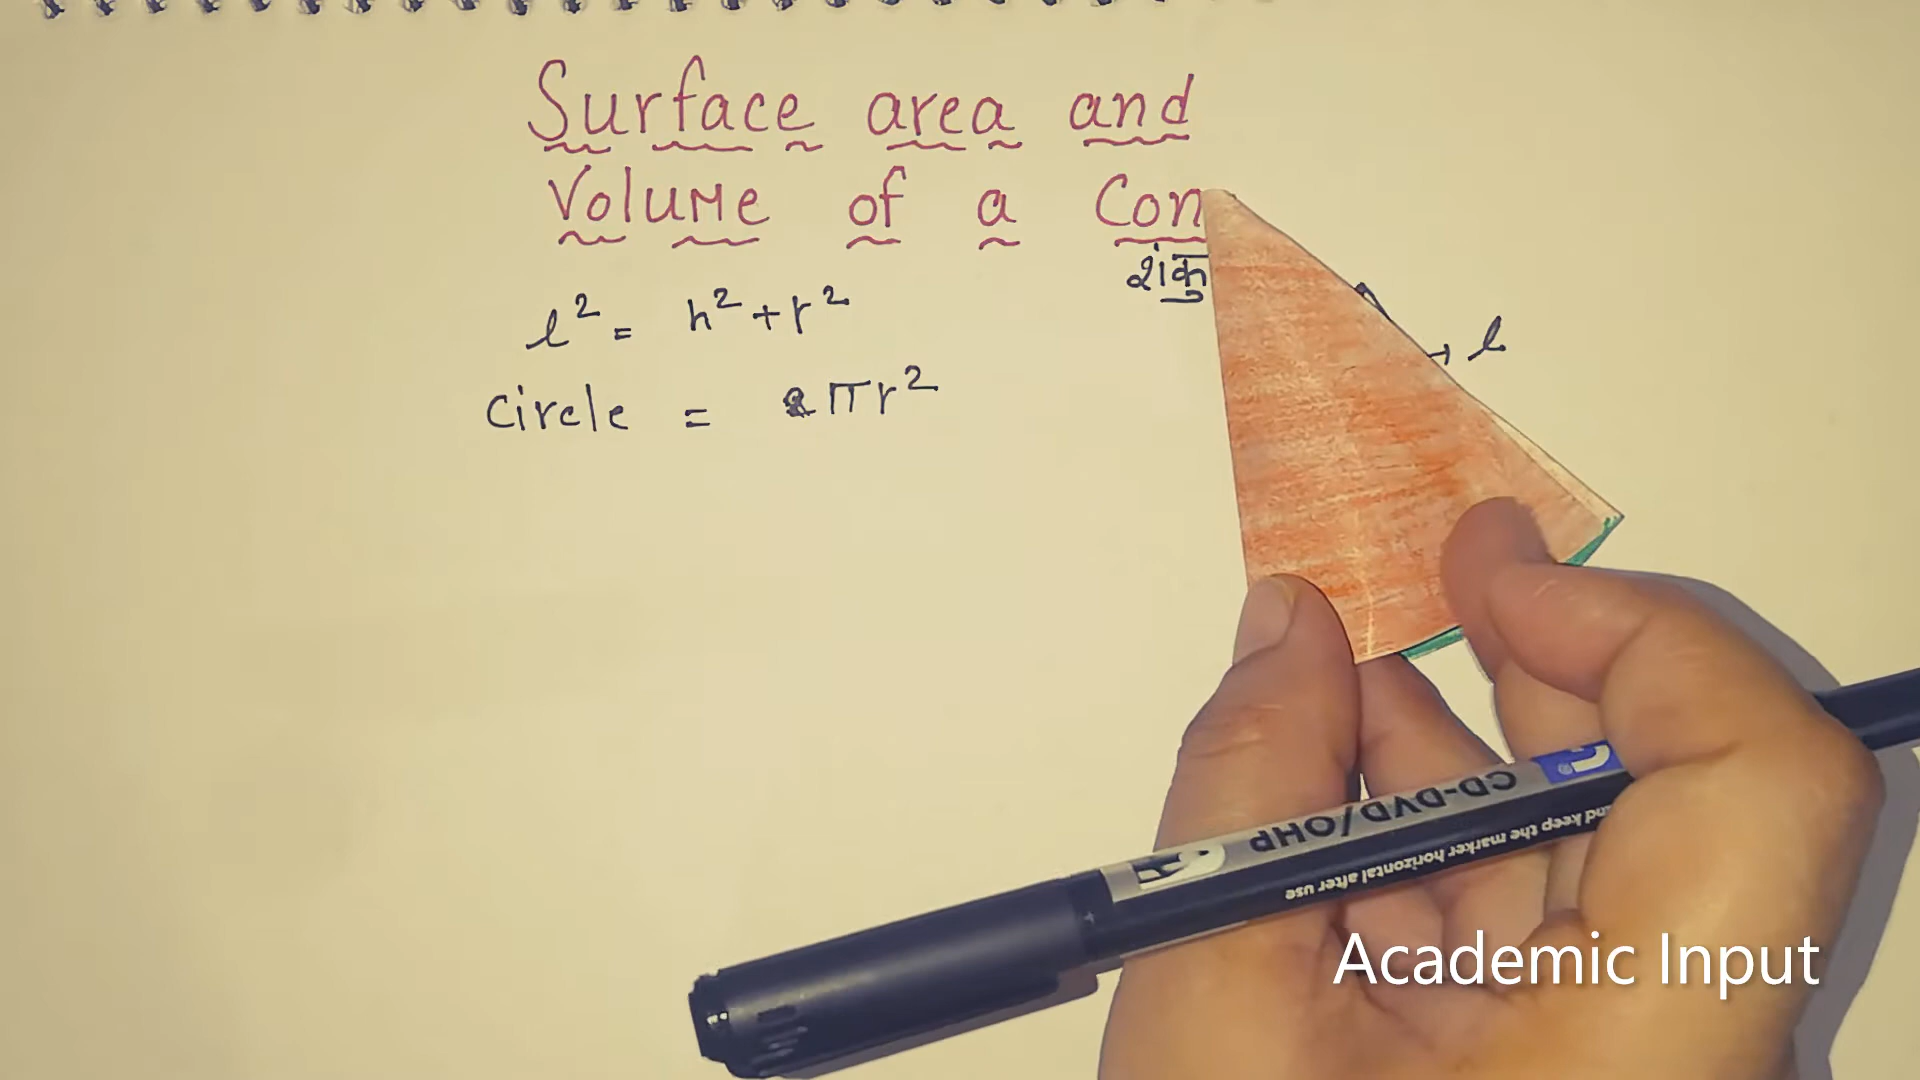 Surface area and
Volume of a Con
l² = h² + r²
l
Circle = πr²
CD-DVD/OHP
nd keep the marker horizontal after use
Academic Input